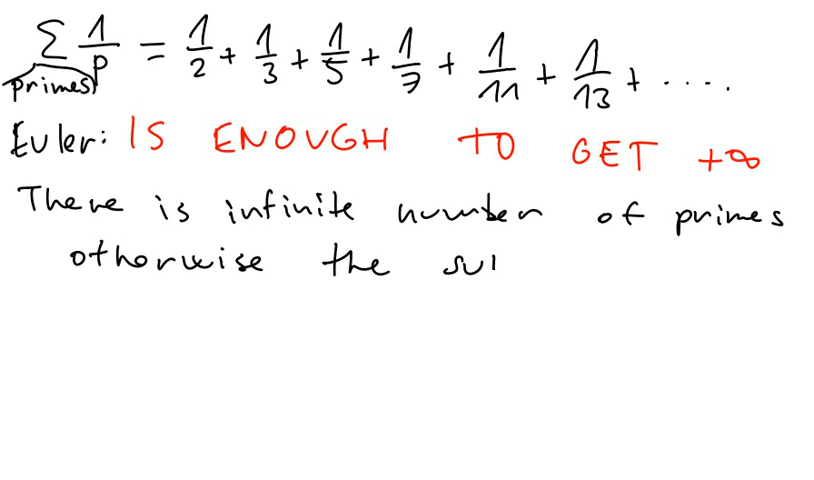 ∑ 1/p = 1/2 + 1/3 + 1/5 + 1/7 + 1/11 + 1/13 + ....
primes
Euler: IS ENOUGH TO GET +∞
There is infinite number of primes
otherwise the